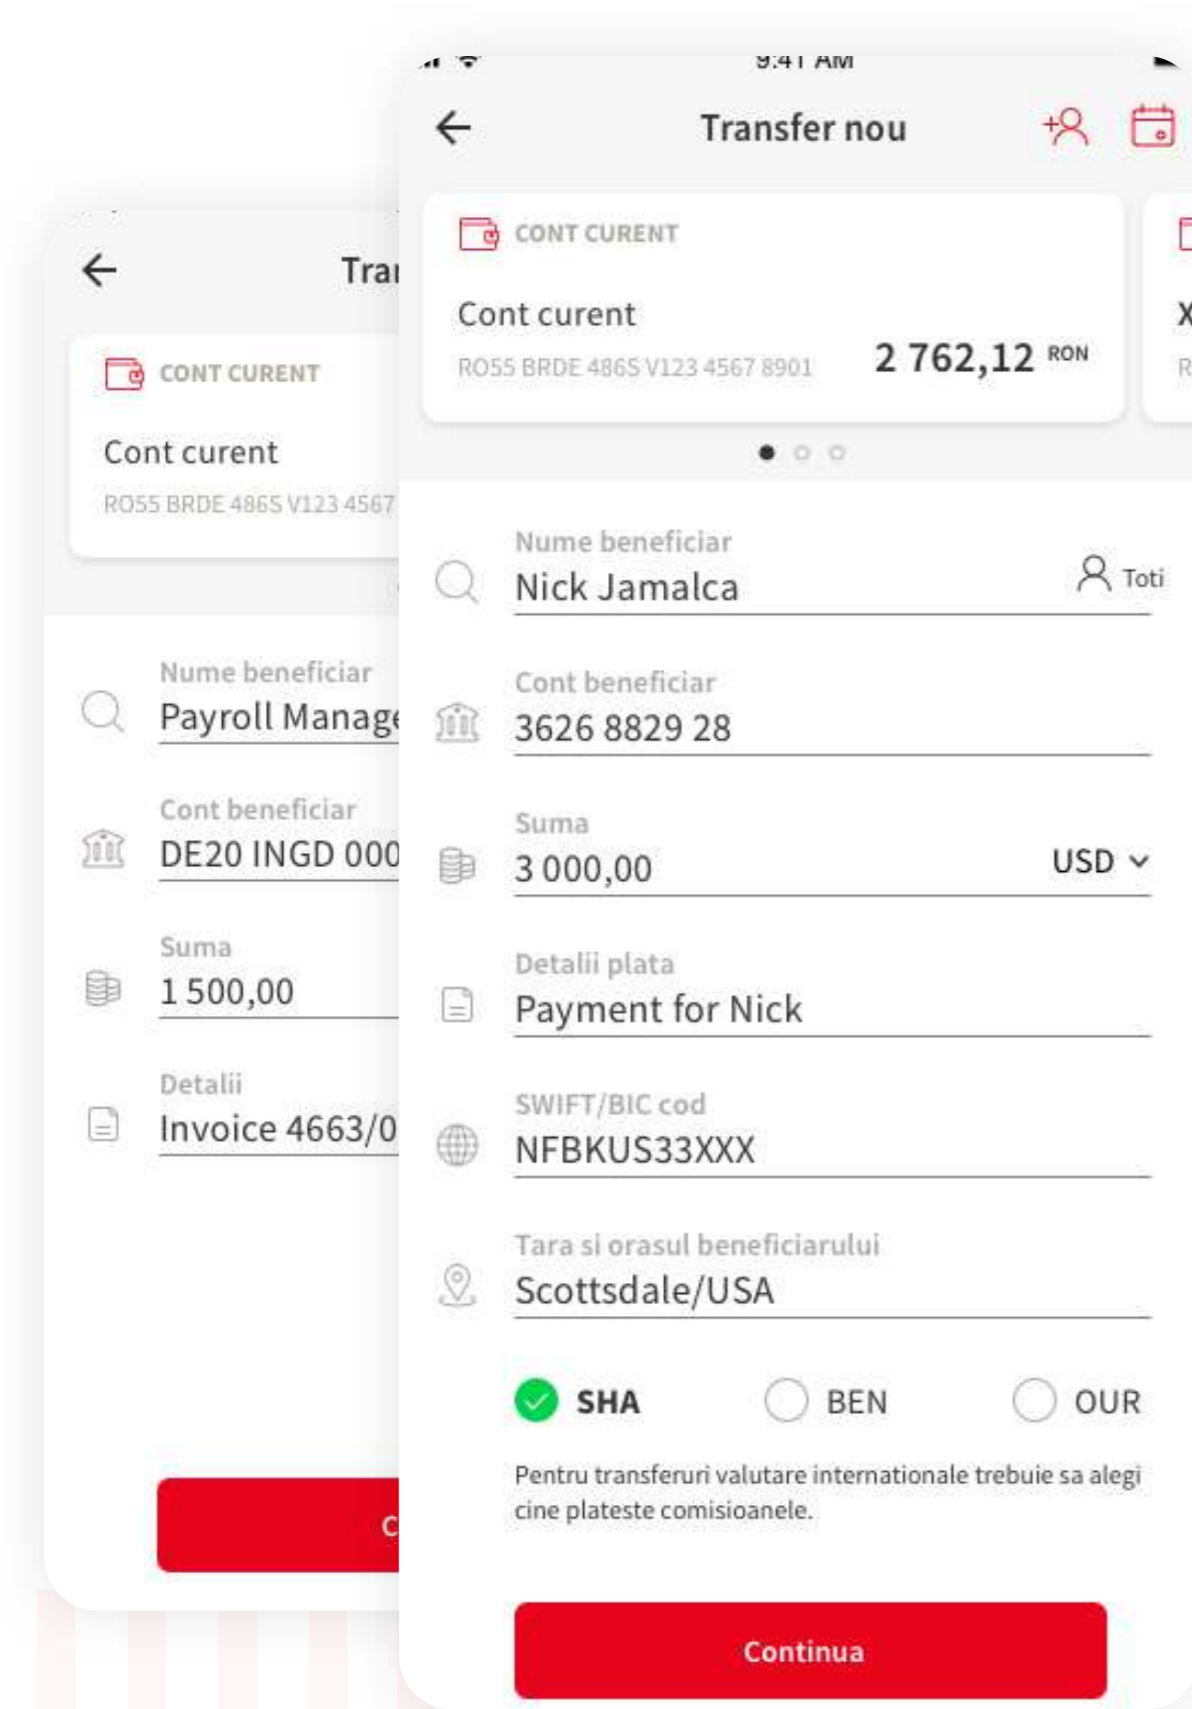 Tra
CONT CURENT
Cont curent
RO55 BRDE 486S V123 4567
Nume beneficiar
Payroll Manage
Cont beneficiar
DE20 INGD 000
Suma
1 500,00
Detalii
Invoice 4663/0
C
9:41 AM
Transfer nou
CONT CURENT
Cont curent
RO55 BRDE 486S V123 4567 8901
2 762,12 RON
X
R
Nume beneficiar
Nick Jamalca
Toti
Cont beneficiar
3626 8829 28
Suma
3 000,00
USD
Detalii plata
Payment for Nick
SWIFT/BIC cod
NFBKUS33XXX
Tara si orasul beneficiarului
Scottsdale/USA
SHA BEN OUR
Pentru transferuri valutare internationale trebuie sa alegi
cine plateste comisioanele.
Continua